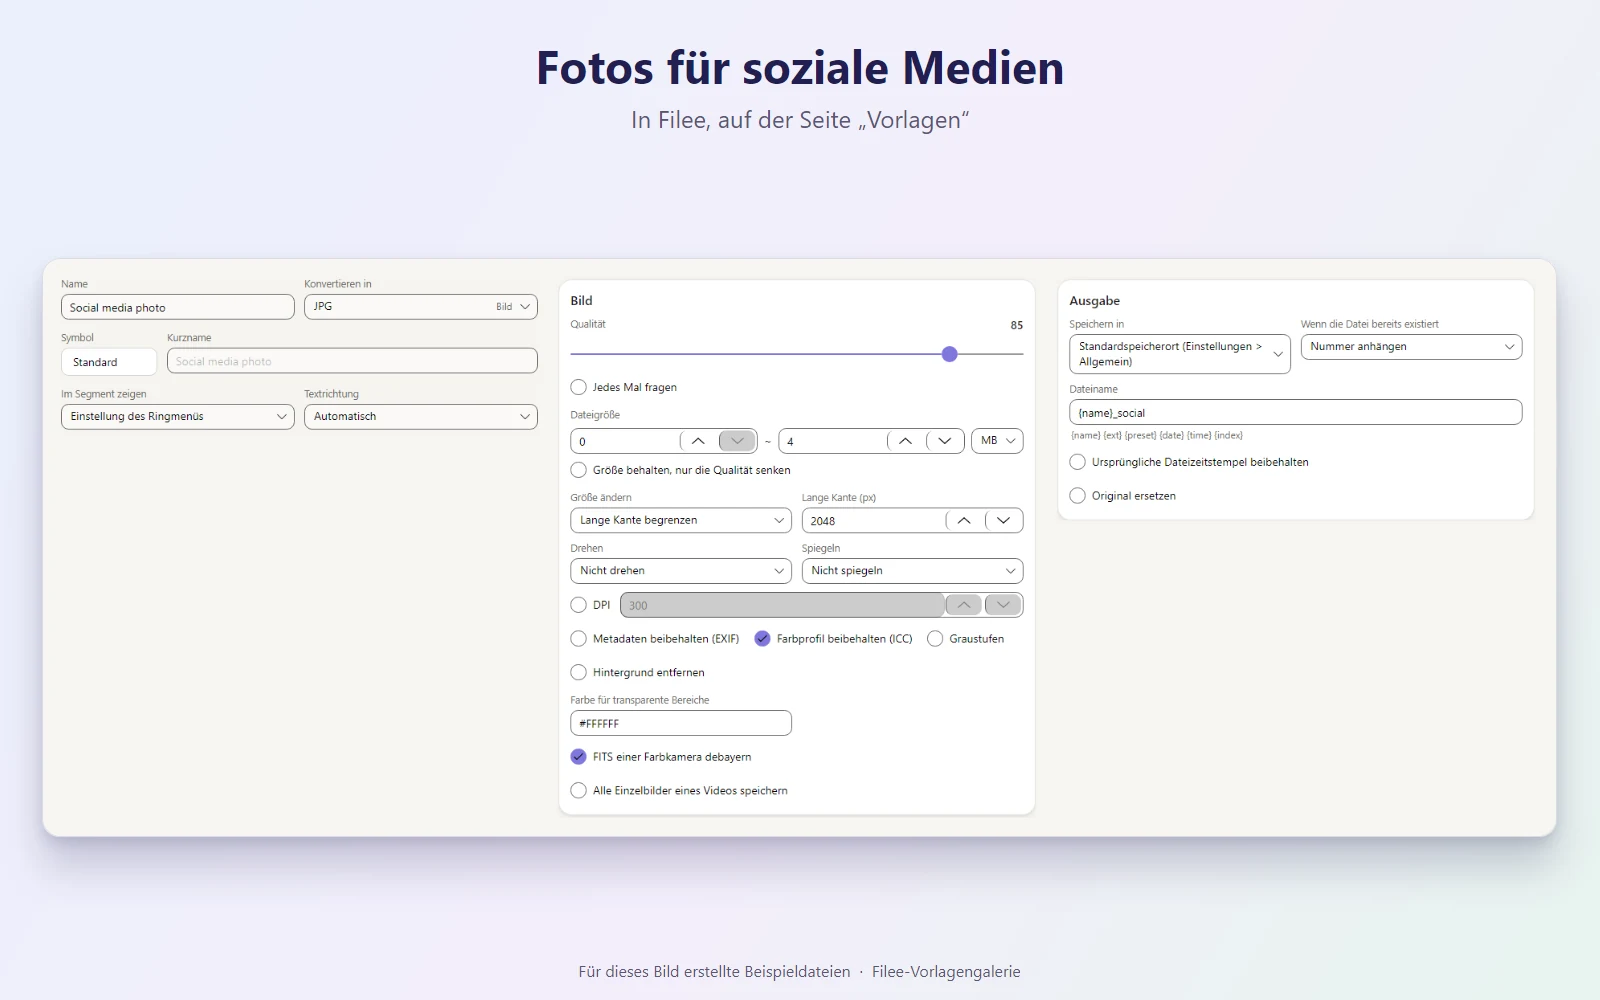 Fotos für soziale Medien
In Filee, auf der Seite „Vorlagen“
Name
Social media photo
Konvertieren in
JPG
Bild
Symbol
Standard
Kurzname
Social media photo
Im Segment zeigen
Einstellung des Ringmenüs
Textrichtung
Automatisch
Bild
Qualität
85
Jedes Mal fragen
Dateigröße
0
~
4
MB
Größe behalten, nur die Qualität senken
Größe ändern
Lange Kante begrenzen
Lange Kante (px)
2048
Drehen
Nicht drehen
Spiegeln
Nicht spiegeln
DPI
300
Metadaten beibehalten (EXIF)
Farbprofil beibehalten (ICC)
Graustufen
Hintergrund entfernen
Farbe für transparente Bereiche
#FFFFFF
FITS einer Farbkamera debayern
Alle Einzelbilder eines Videos speichern
Ausgabe
Speichern in
Standardspeicherort (Einstellungen >
Allgemein)
Wenn die Datei bereits existiert
Nummer anhängen
Dateiname
{name}_social
{name} {ext} {preset} {date} {time} {index}
Ursprüngliche Dateizeitstempel beibehalten
Original ersetzen
Für dieses Bild erstellte Beispieldateien · Filee-Vorlagengalerie